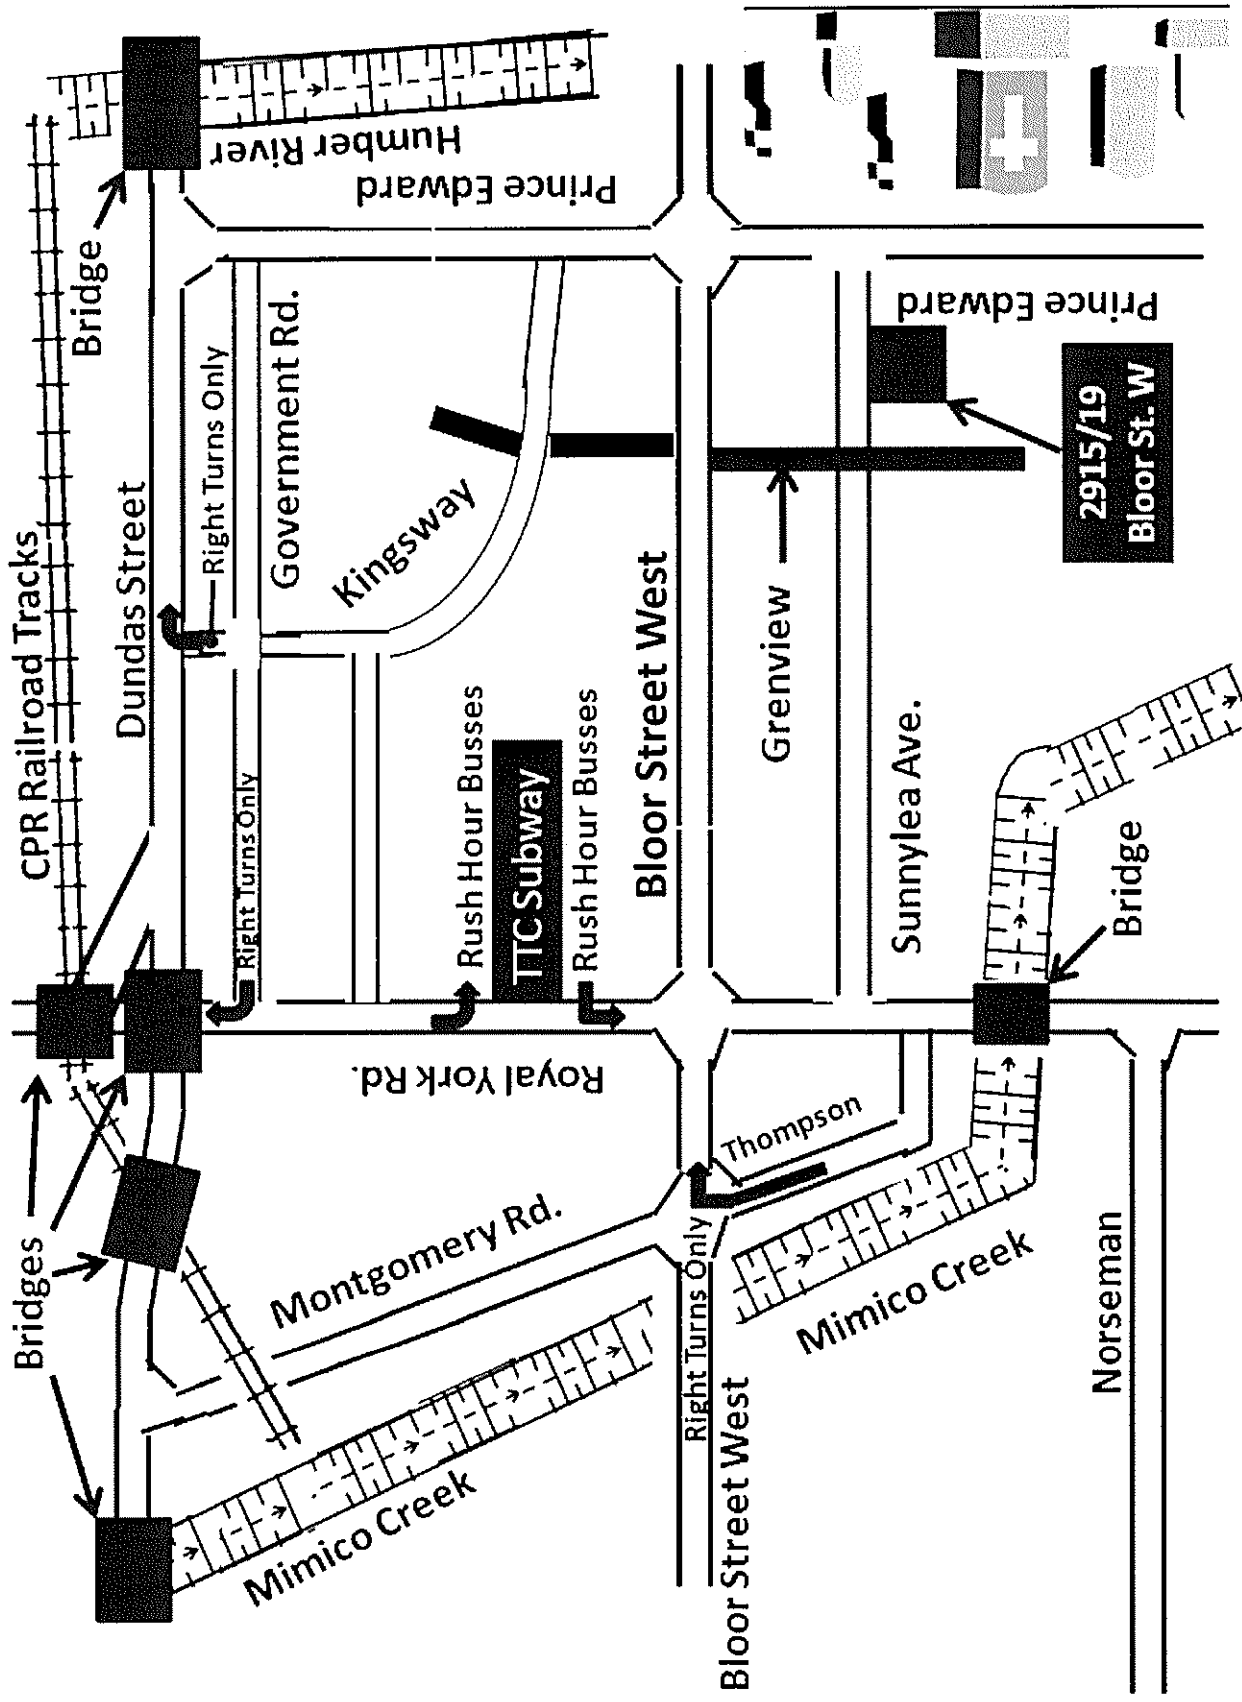 Bridges
CPR Railroad Tracks
Bridge
Dundas Street
Right Turns Only
Right Turns Only
Government Rd.
Humber River
Prince Edward
Montgomery Rd.
Mimico Creek
Kingsway
Royal York Rd.
Rush Hour Busses
TTC Subway
Rush Hour Busses
Bloor Street West
Right Turns Only
Bloor Street West
Thompson
Grenview
Mimico Creek
Sunnylea Ave.
Prince Edward
2915/19
Bloor St. W
Norseman
Bridge